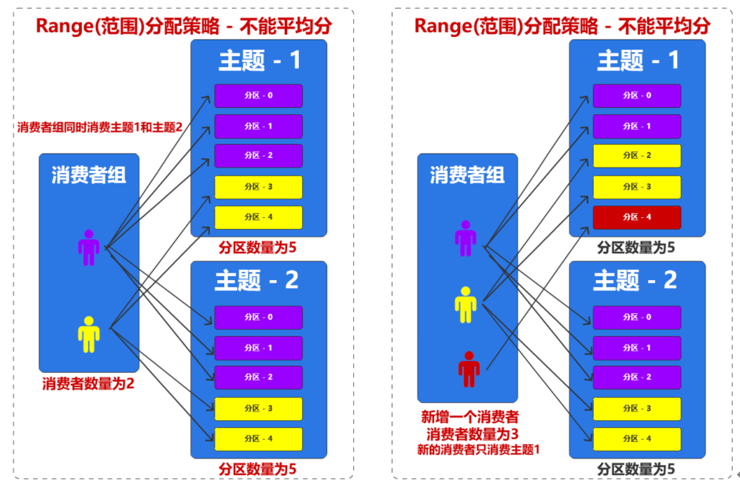 Range(范围)分配策略 - 不能平均分
主题 - 1
分区 - 0
分区 - 1
分区 - 2
分区 - 3
分区 - 4
分区数量为5
消费者组同时消费主题1和主题2
消费者组
消费者数量为2
主题 - 2
分区 - 0
分区 - 1
分区 - 2
分区 - 3
分区 - 4
分区数量为5
Range(范围)分配策略 - 不能平均分
主题 - 1
分区 - 0
分区 - 1
分区 - 2
分区 - 3
分区 - 4
分区数量为5
消费者组
新增一个消费者
消费者数量为3
新的消费者只消费主题1
主题 - 2
分区 - 0
分区 - 1
分区 - 2
分区 - 3
分区 - 4
分区数量为5